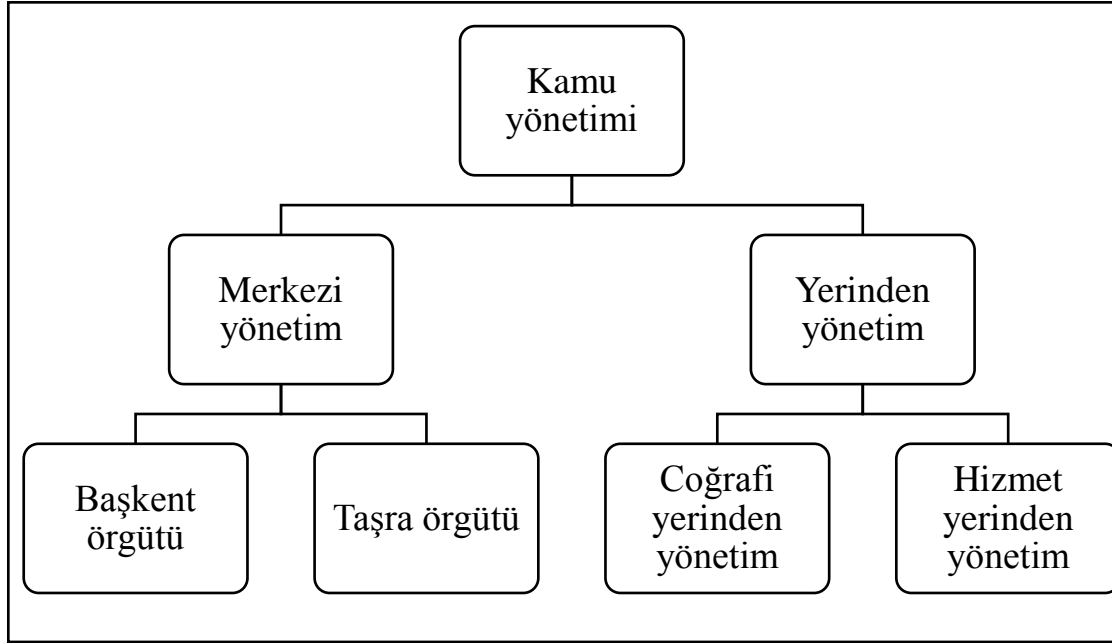 Kamu
yönetimi
Merkezi
yönetim
Yerinden
yönetim
Başkent
örgütü
Taşra örgütü
Coğrafi
yerinden
yönetim
Hizmet
yerinden
yönetim